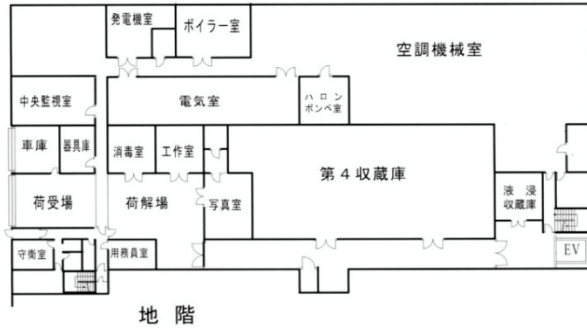 発電機室
ボイラー室
空調機械室
中央監視室
電気室
ハロン
ボンベ室
車庫
器具庫
消毒室
工作室
第4収蔵庫
荷受場
荷解場
写真室
液浸
収蔵庫
守衛室
用務員室
EV
地階